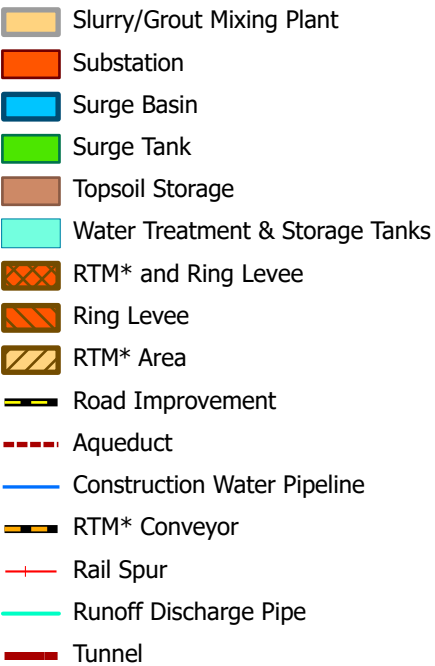 Slurry/Grout Mixing Plant
Substation
Surge Basin
Surge Tank
Topsoil Storage
Water Treatment & Storage Tanks
RTM* and Ring Levee
Ring Levee
RTM* Area
Road Improvement
Aqueduct
Construction Water Pipeline
RTM* Conveyor
Rail Spur
Runoff Discharge Pipe
Tunnel